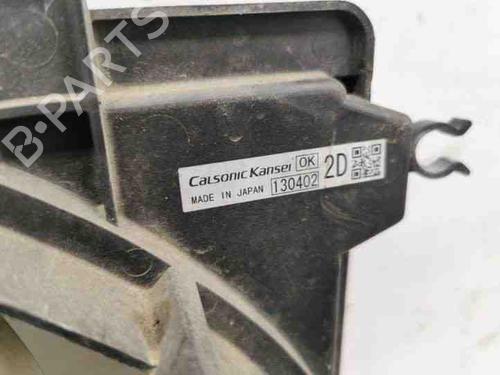 B-PARTS
Calsonic Kansei OK 2D
MADE IN JAPAN 130402